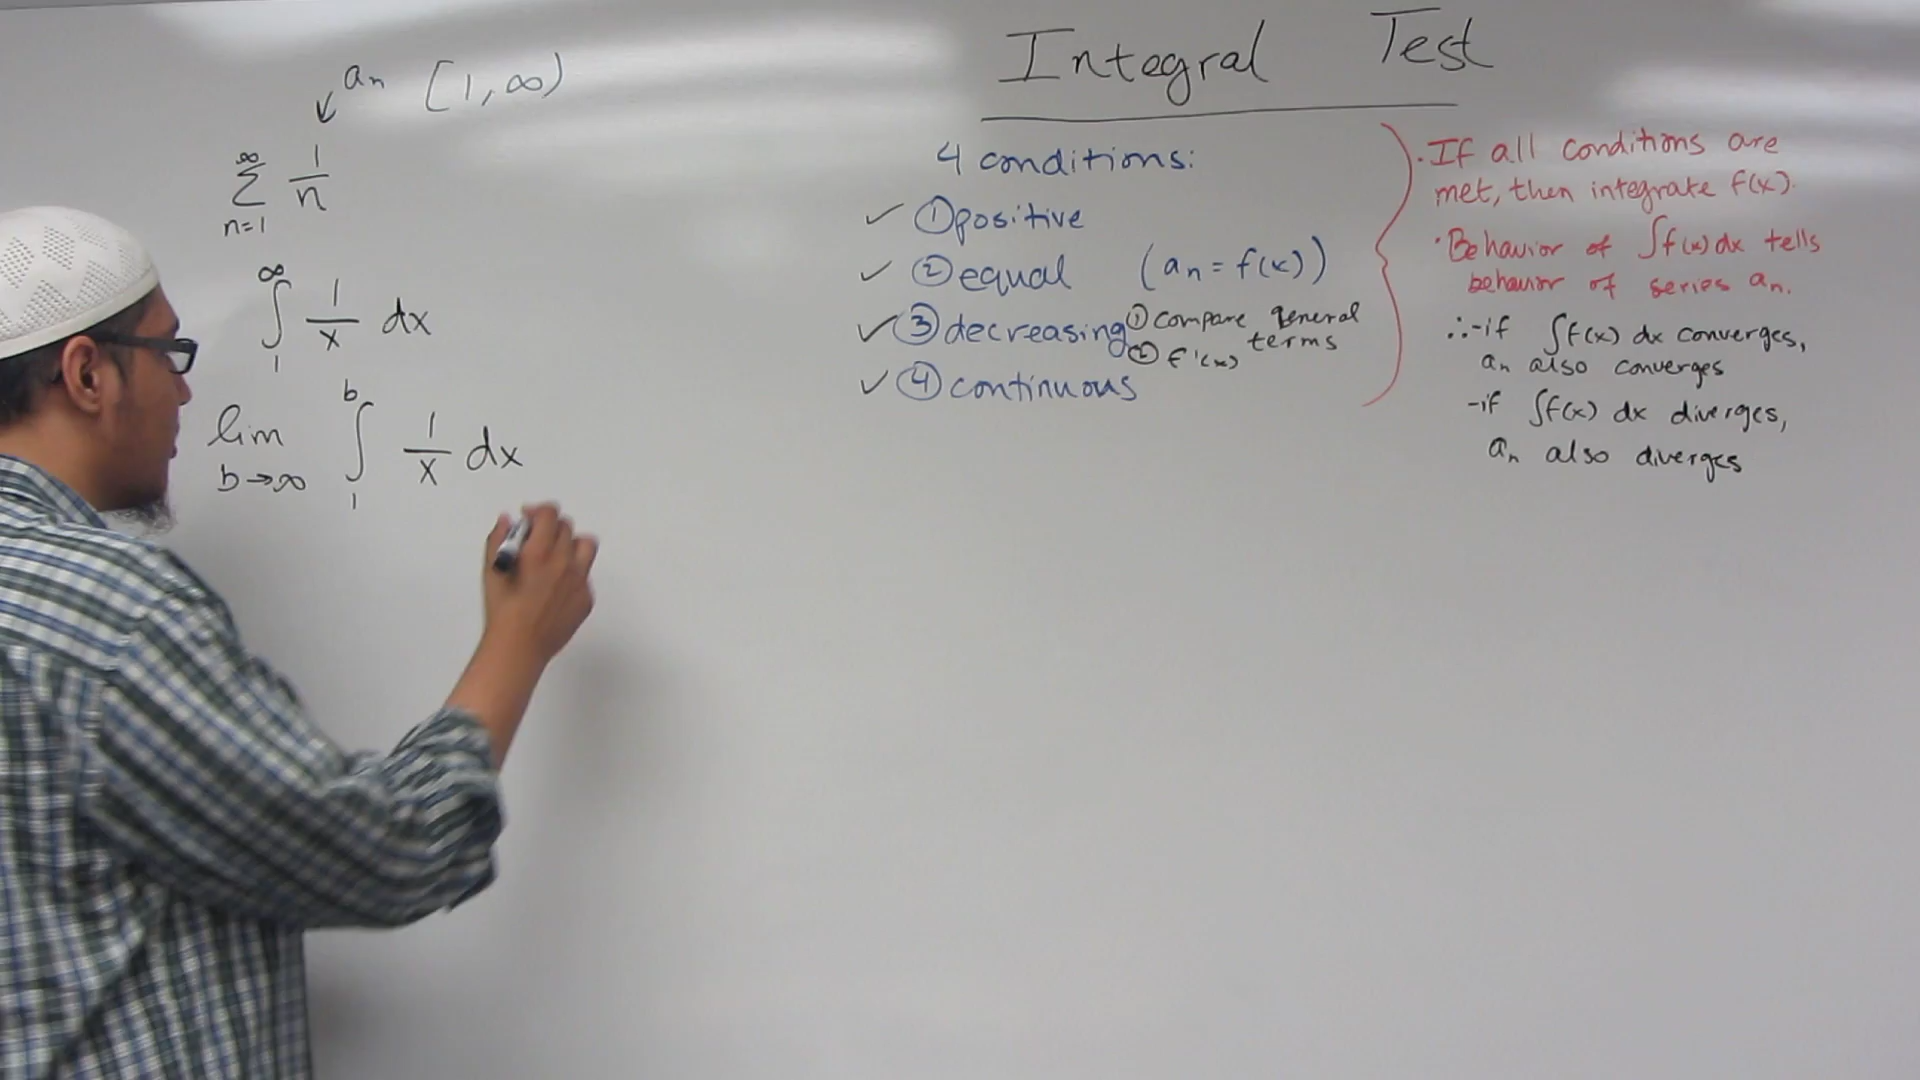 Integral Test
aₙ [1, ∞)
∞
Σ 1/n
n=1
∞
∫ 1/x dx
1
b
lim ∫ 1/x dx
b→∞ 1
4 conditions:
✓ ① positive
✓ ② equal (aₙ = f(x))
✓ ③ decreasing ① compare general terms
② f'(x)
✓ ④ continuous
· If all conditions are
met, then integrate f(x).
· Behavior of ∫f(x)dx tells
behavior of series aₙ.
∴ -if ∫f(x) dx converges,
aₙ also converges
-if ∫f(x) dx diverges,
aₙ also diverges